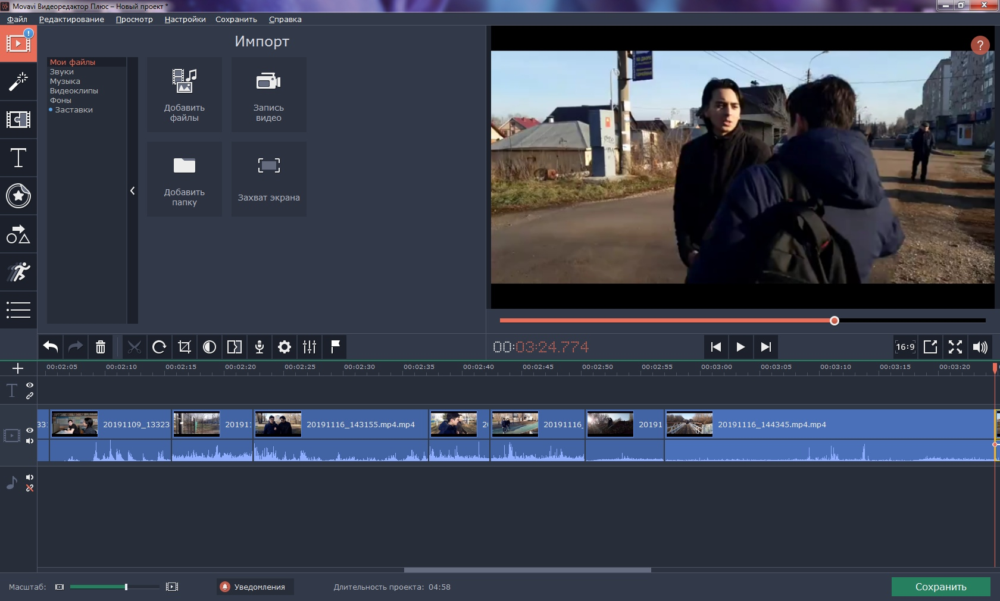 Movavi Видеоредактор Плюс – Новый проект *
Файл Редактирование Просмотр Настройки Сохранить Справка
Импорт
Мои файлы
Звуки
Музыка
Видеоклипы
Фоны
Заставки
Добавить файлы
Запись видео
Добавить папку
Захват экрана
?
00:03:24.774
16:9
00:02:05 00:02:10 00:02:15 00:02:20 00:02:25 00:02:30 00:02:35 00:02:40 00:02:45 00:02:50 00:02:55 00:03:00 00:03:05 00:03:10 00:03:15 00:03:20
20191109_13323 20191 20191116_143155.mp4.mp4 20191116_ 20191 20191116_144345.mp4.mp4
Масштаб: Уведомления Длительность проекта: 04:58 Сохранить